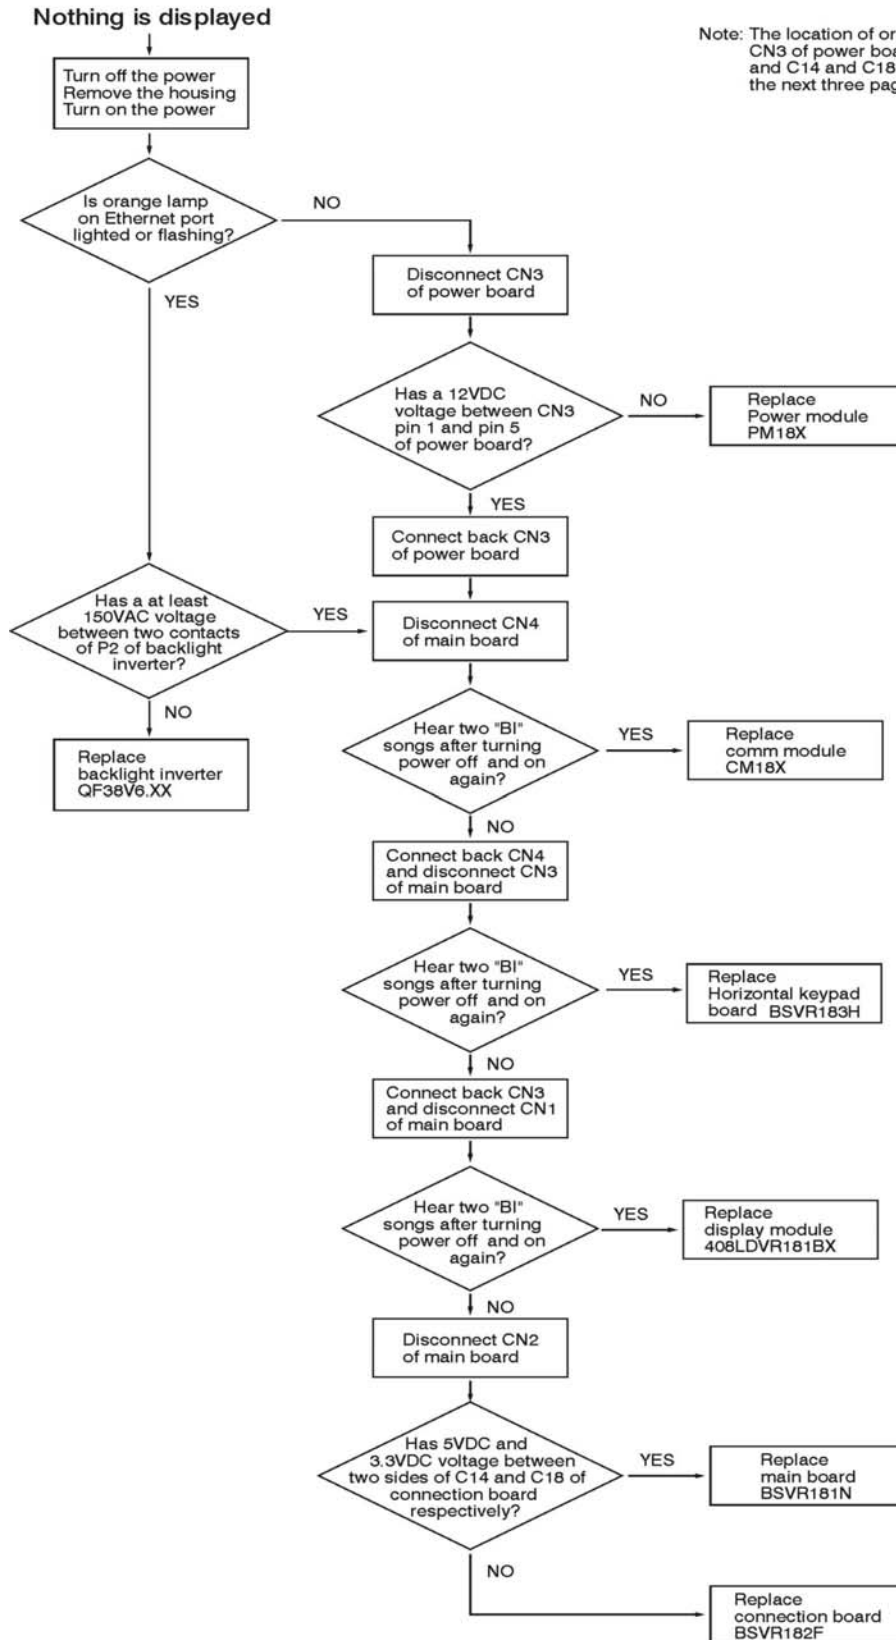 Nothing is displayed
Note: The location of or
CN3 of power boa
and C14 and C18
the next three pag
Turn off the power
Remove the housing
Turn on the power
Is orange lamp
on Ethernet port
lighted or flashing?
NO
YES
Disconnect CN3
of power board
Has a 12VDC
voltage between CN3
pin 1 and pin 5
of power board?
NO
Replace
Power module
PM18X
YES
Connect back CN3
of power board
Has a at least
150VAC voltage
between two contacts
of P2 of backlight
inverter?
YES
Disconnect CN4
of main board
NO
Replace
backlight inverter
QF38V6.XX
Hear two "BI"
songs after turning
power off and on
again?
YES
Replace
comm module
CM18X
NO
Connect back CN4
and disconnect CN3
of main board
Hear two "BI"
songs after turning
power off and on
again?
YES
Replace
Horizontal keypad
board BSVR183H
NO
Connect back CN3
and disconnect CN1
of main board
Hear two "BI"
songs after turning
power off and on
again?
YES
Replace
display module
408LDVR181BX
NO
Disconnect CN2
of main board
Has 5VDC and
3.3VDC voltage between
two sides of C14 and C18 of
connection board
respectively?
YES
Replace
main board
BSVR181N
NO
Replace
connection board
BSVR182F